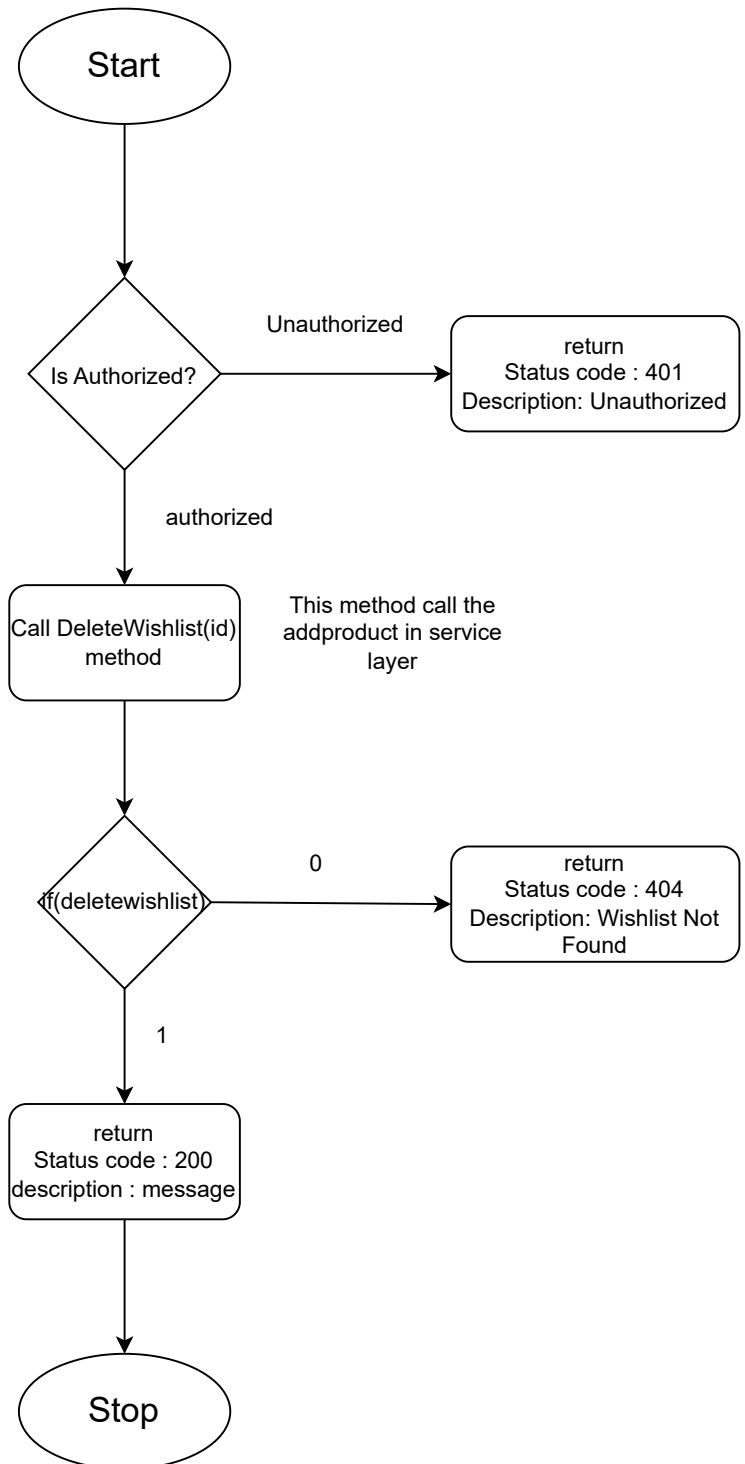 Start
Is Authorized?
Unauthorized
return
Status code : 401
Description: Unauthorized
authorized
Call DeleteWishlist(id)
method
This method call the
addproduct in service
layer
if(deletewishlist)
0
return
Status code : 404
Description: Wishlist Not
Found
1
return
Status code : 200
description : message
Stop